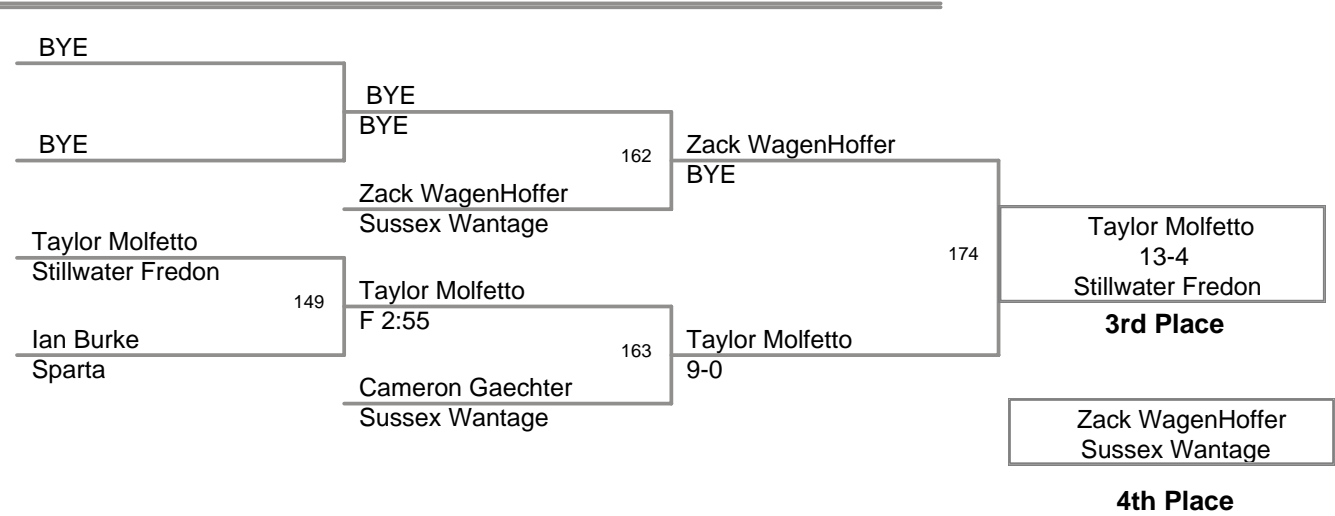 BYE
BYE
BYE
BYE
162
Zack WagenHoffer
BYE
Zack WagenHoffer
Sussex Wantage
Taylor Molfetto
Stillwater Fredon
149
Taylor Molfetto
F 2:55
Ian Burke
Sparta
163
Taylor Molfetto
9-0
Cameron Gaechter
Sussex Wantage
174
Taylor Molfetto
13-4
Stillwater Fredon
3rd Place
Zack WagenHoffer
Sussex Wantage
4th Place